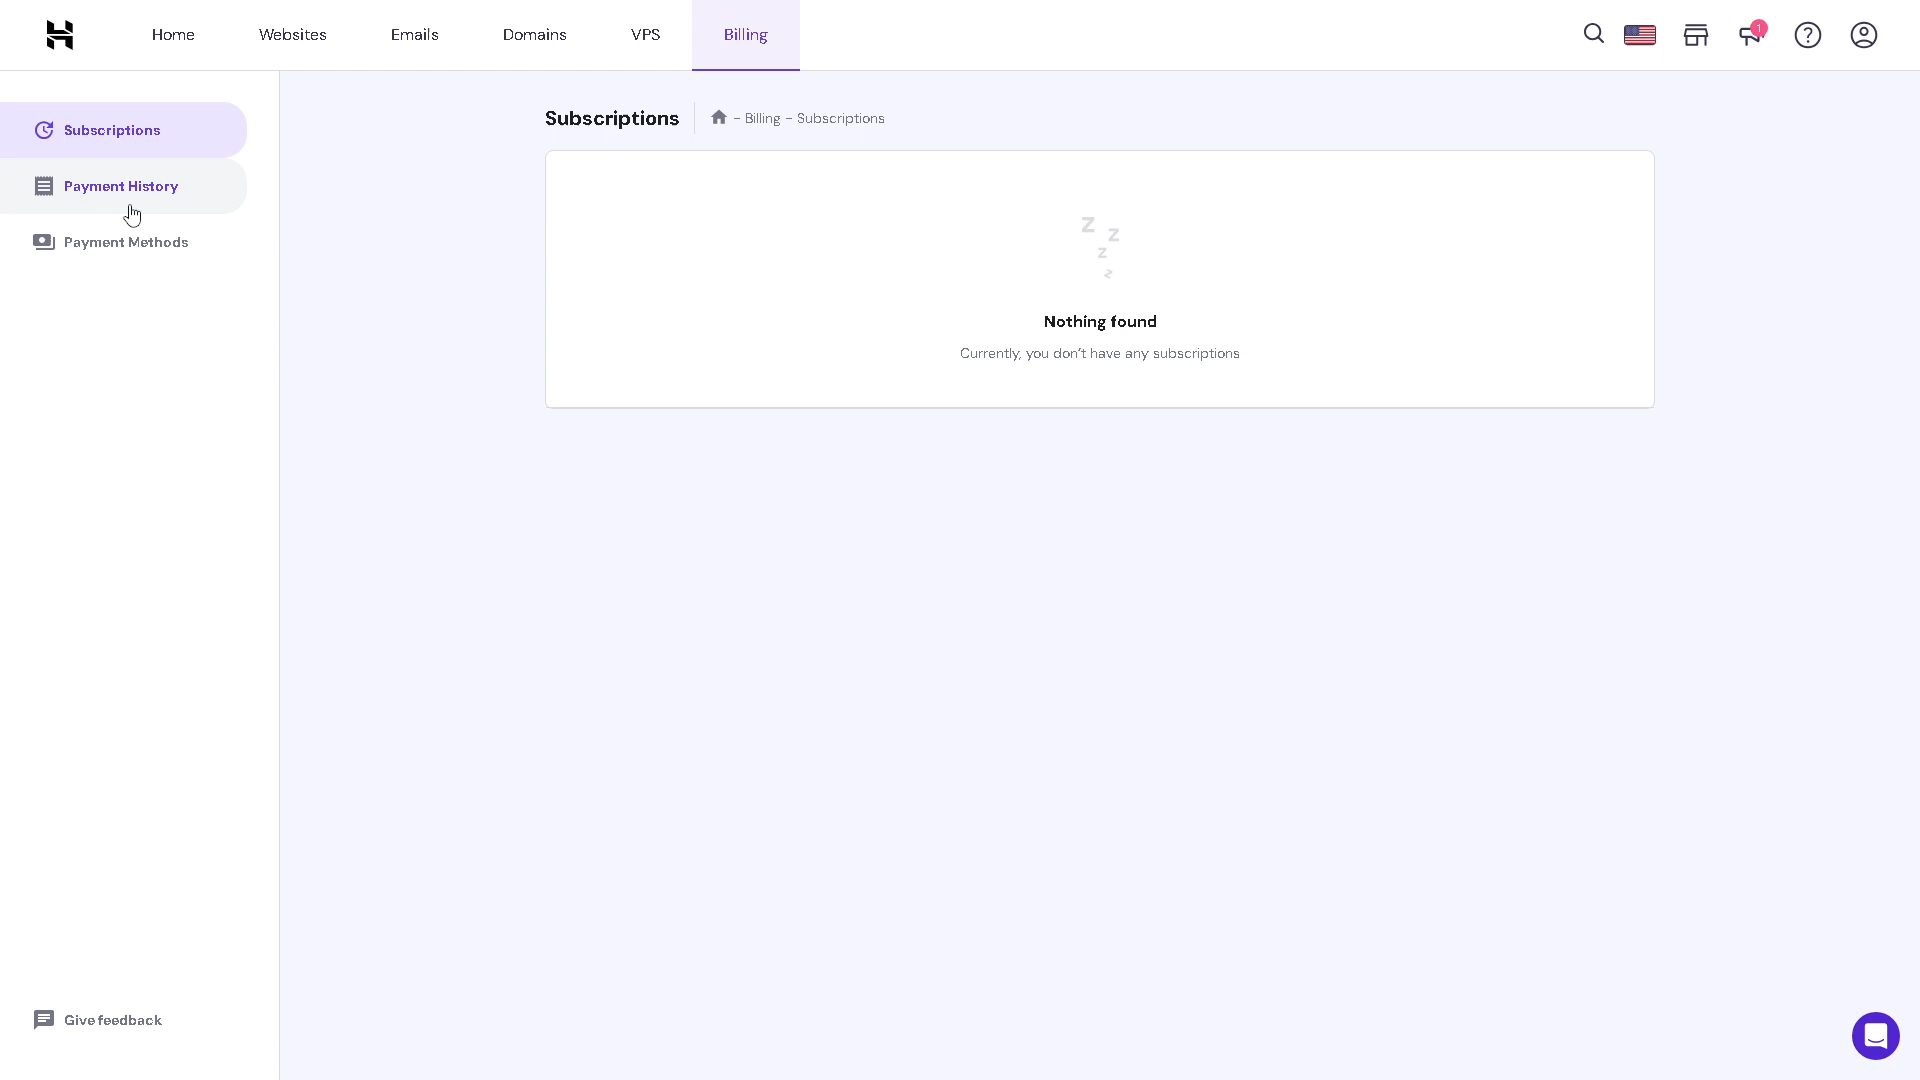 Home Websites Emails Domains VPS Billing
1
Subscriptions
Payment History
Payment Methods
Subscriptions
- Billing - Subscriptions
Z
Z
Z
Z
Nothing found
Currently, you don't have any subscriptions
Give feedback